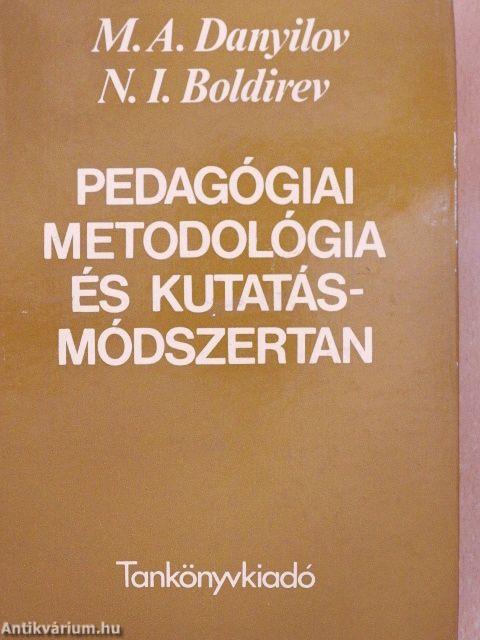 M. A. Danyilov
N. I. Boldirev
PEDAGÓGIAI
METODOLÓGIA
ÉS KUTATÁS-
MÓDSZERTAN
Tankönyvkiadó
Antikvárium.hu